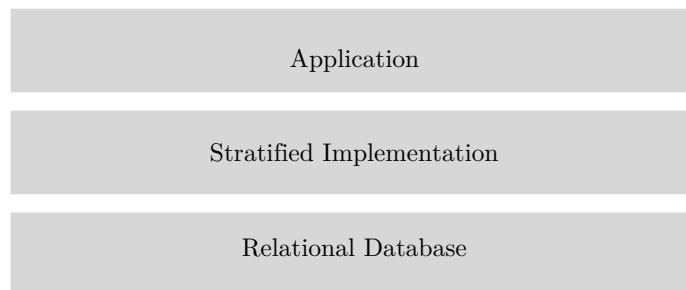 Application
Stratified Implementation
Relational Database